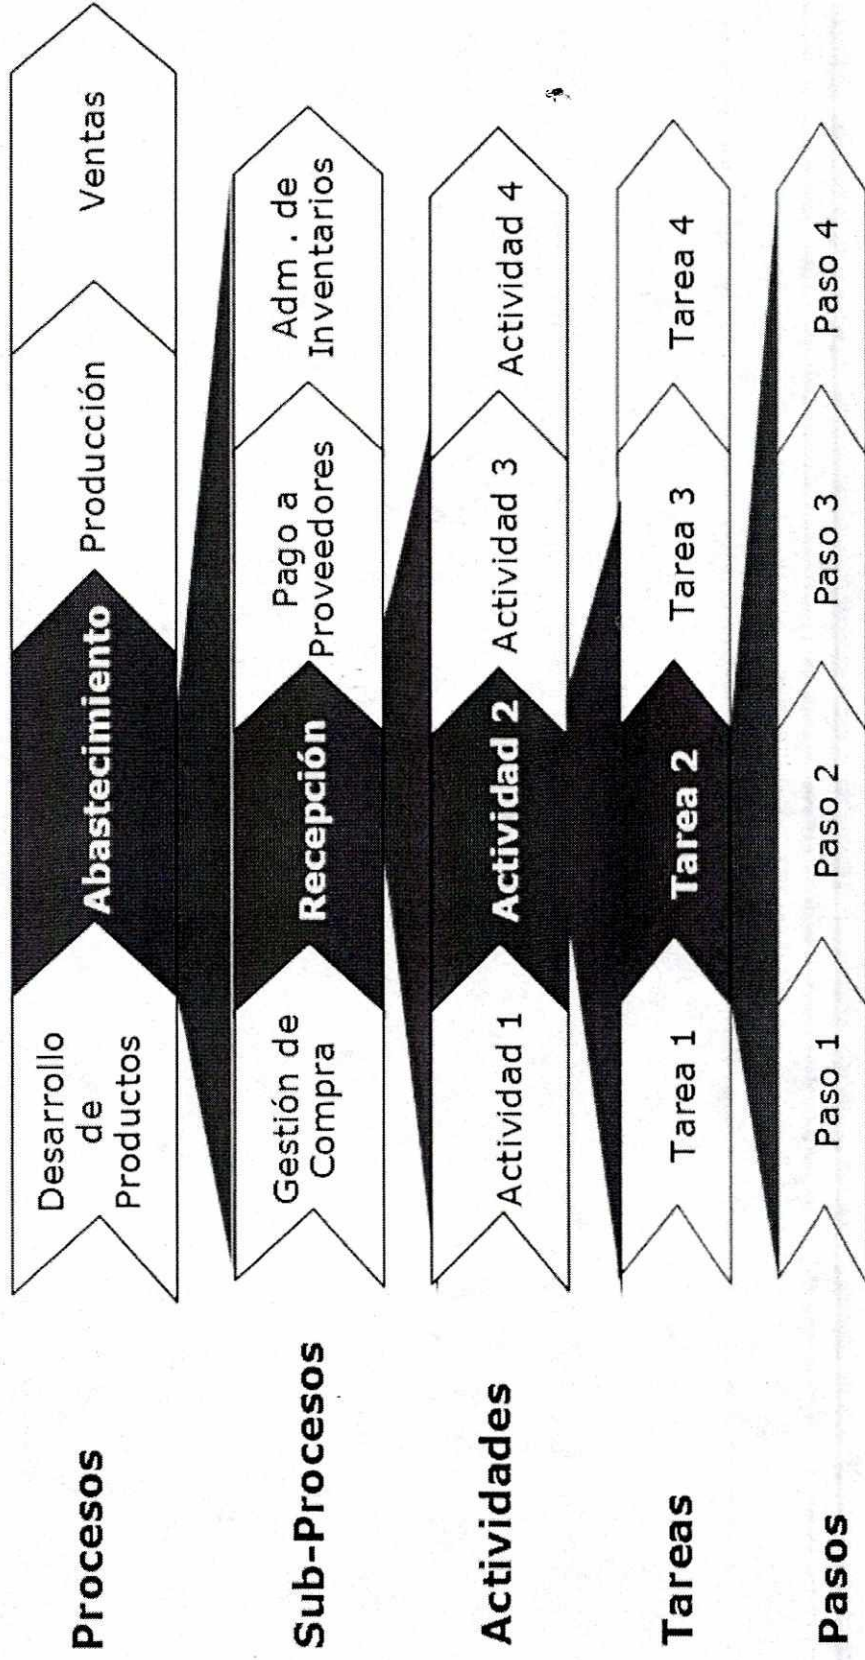 Procesos
Desarrollo
de
Productos
Abastecimiento
Producción
Ventas
Sub-Procesos
Gestión de
Compra
Recepción
Pago a
Proveedores
Adm . de
Inventarios
Actividades
Actividad 1
Actividad 2
Actividad 3
Actividad 4
Tareas
Tarea 1
Tarea 2
Tarea 3
Tarea 4
Pasos
Paso 1
Paso 2
Paso 3
Paso 4